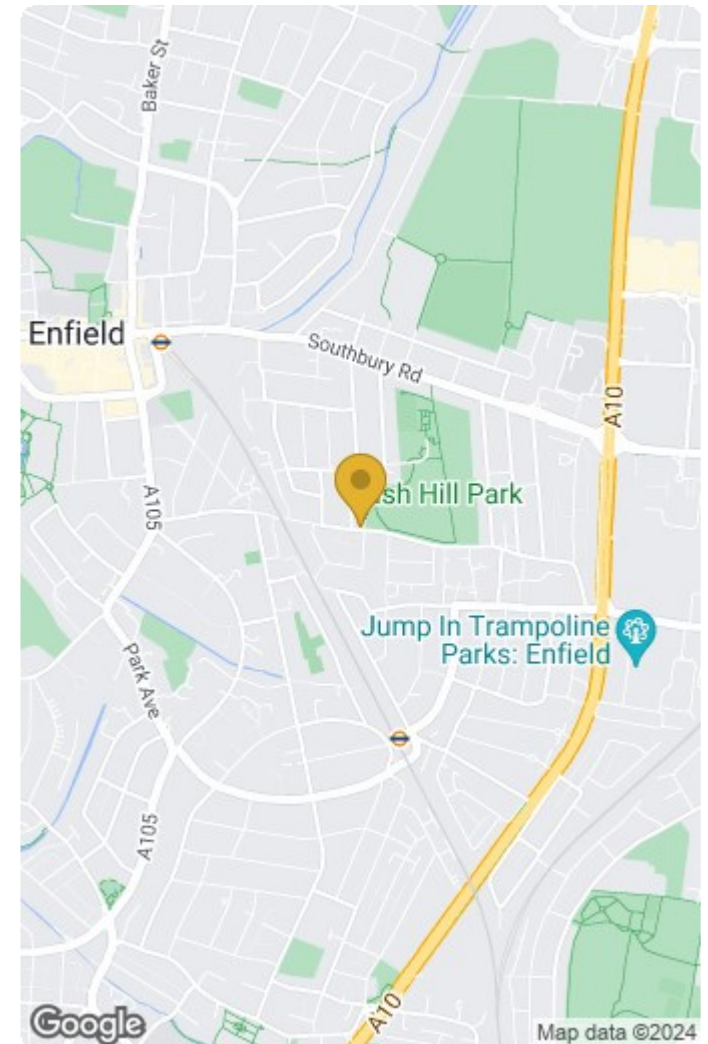 Baker St
Enfield
Southbury Rd
A10
A105
ish Hill Park
Jump In Trampoline
Parks: Enfield
Park Ave
A105
A10
Google
Map data ©2024